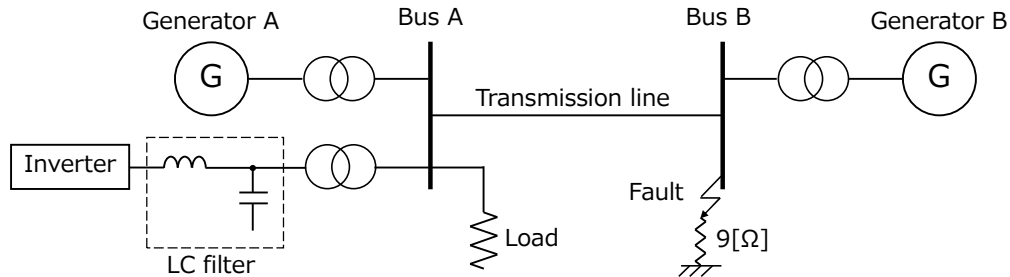 Generator A
Bus A
Bus B
Generator B
G
G
Transmission line
Inverter
Fault
Load
9[Ω]
LC filter